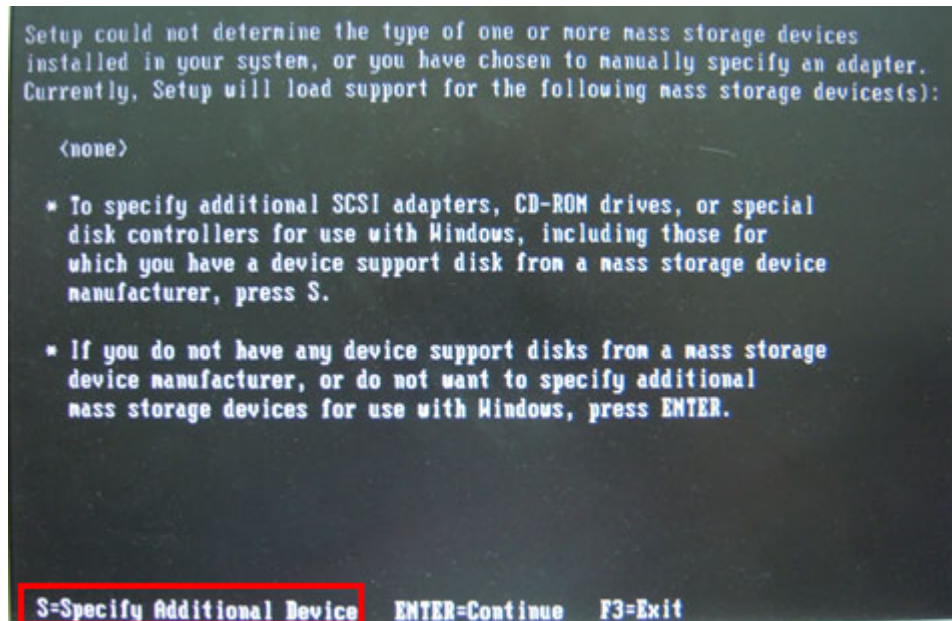 Setup could not determine the type of one or more mass storage devices
installed in your system, or you have chosen to manually specify an adapter.
Currently, Setup will load support for the following mass storage devices(s):
<none>
* To specify additional SCSI adapters, CD-ROM drives, or special
disk controllers for use with Windows, including those for
which you have a device support disk from a mass storage device
manufacturer, press S.
* If you do not have any device support disks from a mass storage
device manufacturer, or do not want to specify additional
mass storage devices for use with Windows, press ENTER.
S=Specify Additional Device ENTER=Continue F3=Exit